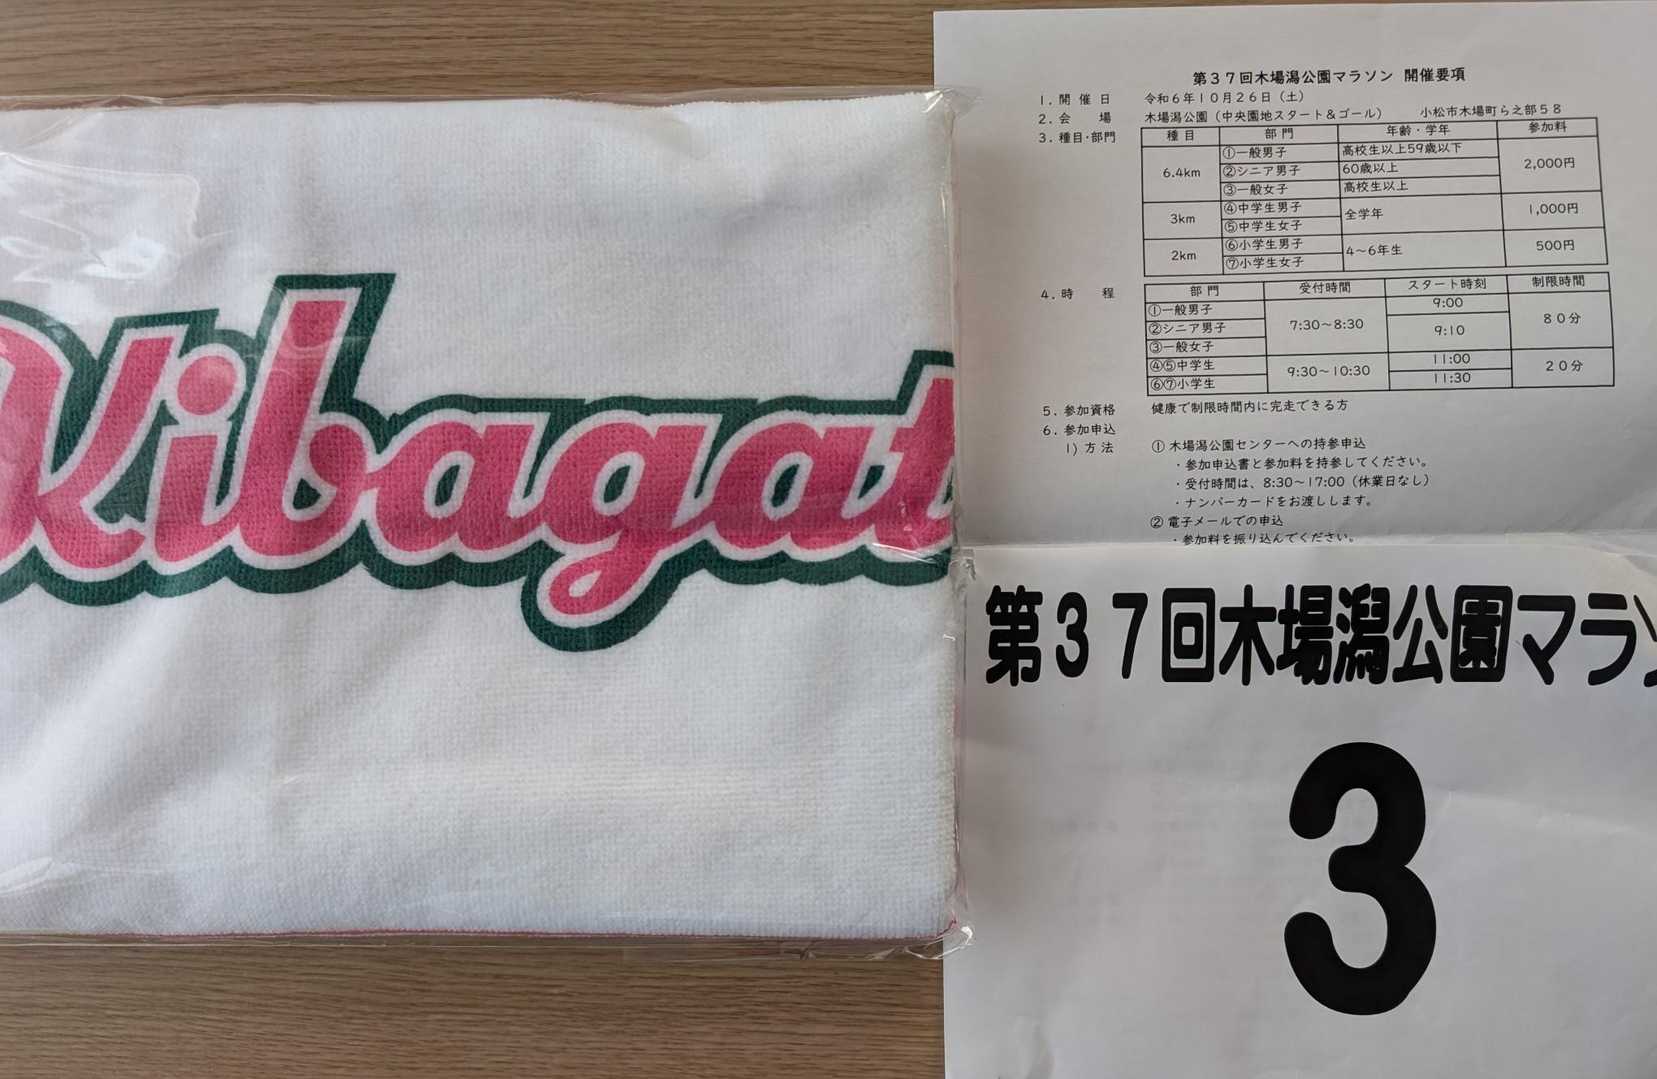 Kibagat
第37回木場潟公園マラソン 開催要項
1. 開 催 日 令和6年10月26日（土）
2. 会 場 木場潟公園（中央園地スタート＆ゴール） 小松市木場町ら之部58
3. 種目・部門
種 目 部 門 年齢・学年 参加料
6.4km ①一般男子 高校生以上59歳以下 2,000円
②シニア男子 60歳以上
③一般女子 高校生以上
3km ④中学生男子 全学年 1,000円
⑤中学生女子
2km ⑥小学生男子 4～6年生 500円
⑦小学生女子
4. 時 程
部 門 受付時間 スタート時刻 制限時間
①一般男子 7:30～8:30 9:00 80分
②シニア男子 9:10
③一般女子
④⑤中学生 9:30～10:30 11:00 20分
⑥⑦小学生 11:30
5. 参加資格 健康で制限時間内に完走できる方
6. 参加申込
1) 方 法 ① 木場潟公園センターへの持参申込
・参加申込書と参加料を持参してください。
・受付時間は、8:30～17:00（休業日なし）
・ナンバーカードをお渡しします。
② 電子メールでの申込
・参加料を振り込んでください。
第37回木場潟公園マラソ
3